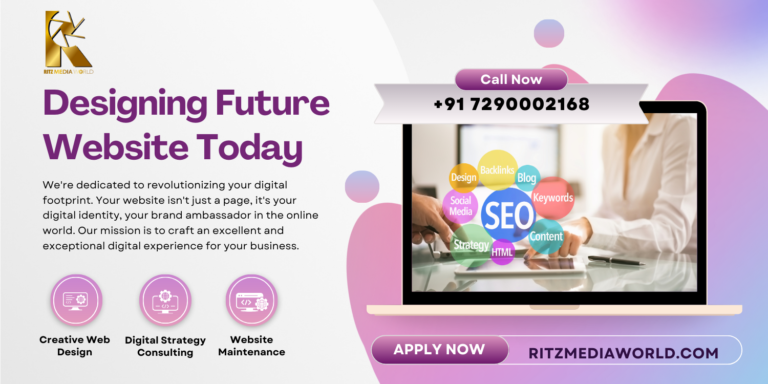 RITZ MEDIA WORLD
Designing Future
Website Today
We're dedicated to revolutionizing your digital
footprint. Your website isn't just a page, it's your
digital identity, your brand ambassador in the online
world. Our mission is to craft an excellent and
exceptional digital experience for your business.
Creative Web
Design
Digital Strategy
Consulting
Website
Maintenance
Call Now
+91 7290002168
Design
Backlinks
Blog
Social
Media
SEO
Keywords
Strategy
HTML
Content
APPLY NOW
RITZMEDIAWORLD.COM